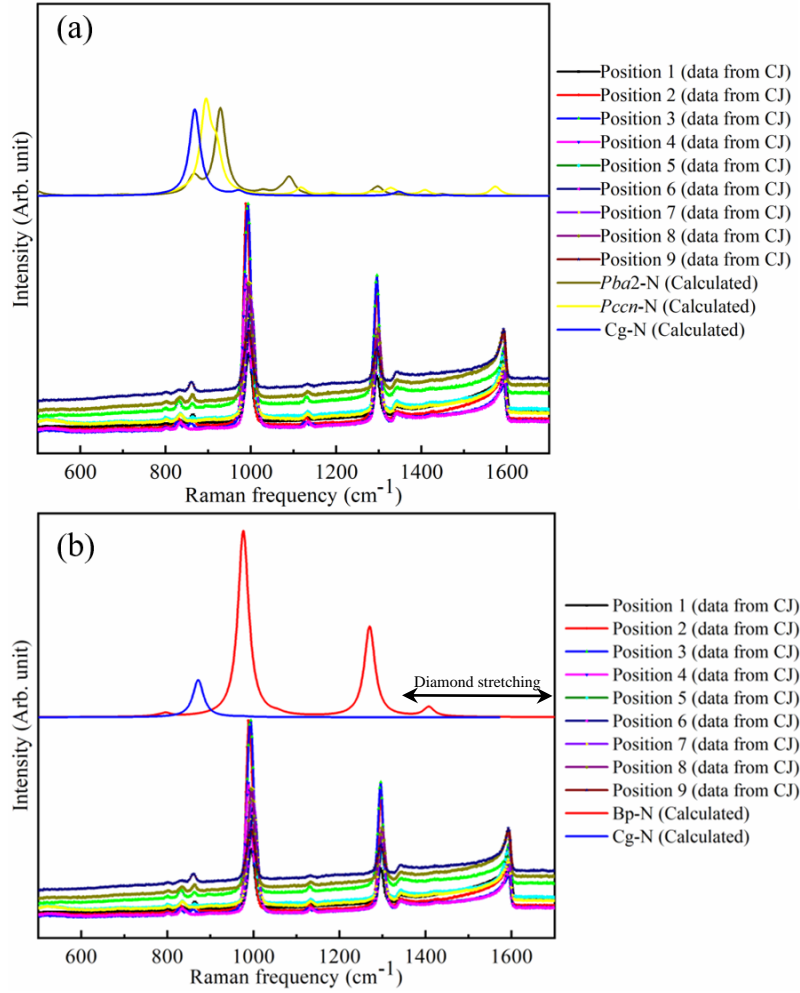 (a)
Intensity (Arb. unit)
Position 1 (data from CJ)
Position 2 (data from CJ)
Position 3 (data from CJ)
Position 4 (data from CJ)
Position 5 (data from CJ)
Position 6 (data from CJ)
Position 7 (data from CJ)
Position 8 (data from CJ)
Position 9 (data from CJ)
Pba2-N (Calculated)
Pccn-N (Calculated)
Cg-N (Calculated)
600 800 1000 1200 1400 1600
Raman frequency (cm-1)
(b)
Intensity (Arb. unit)
Diamond stretching
Position 1 (data from CJ)
Position 2 (data from CJ)
Position 3 (data from CJ)
Position 4 (data from CJ)
Position 5 (data from CJ)
Position 6 (data from CJ)
Position 7 (data from CJ)
Position 8 (data from CJ)
Position 9 (data from CJ)
Bp-N (Calculated)
Cg-N (Calculated)
600 800 1000 1200 1400 1600
Raman frequency (cm-1)